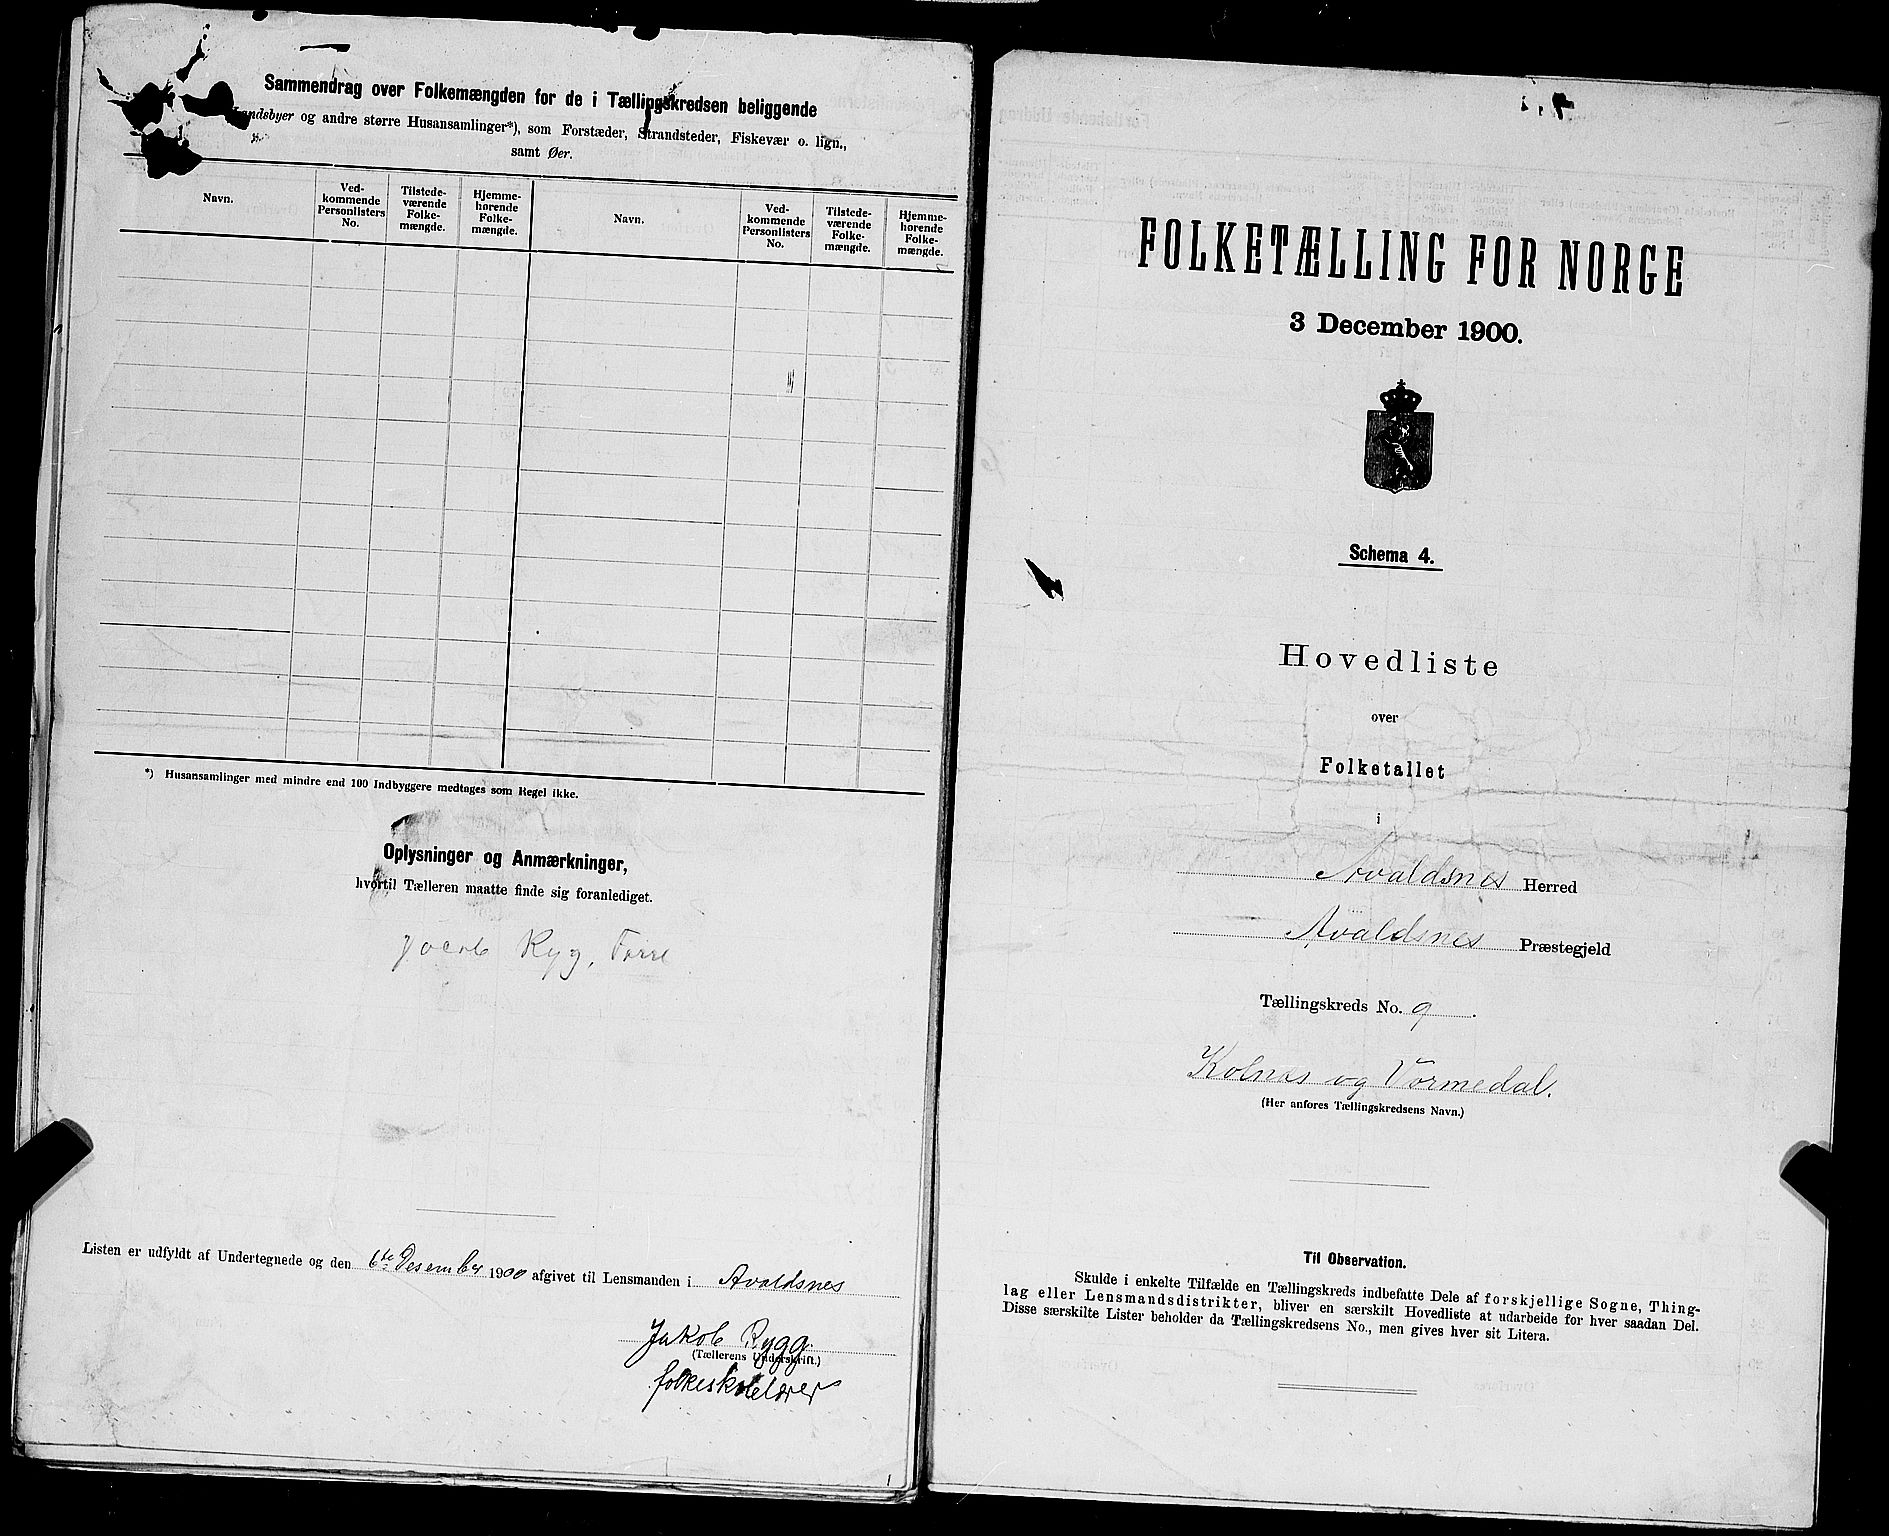 Sammendrag over Folkemængden for de i Tællingskredsen beliggende
Landsbyer og andre større Husansamlinger*), som Forstæder, Strandsteder, Fiskevær o. lign.,
samt Øer.
Navn.
Ved-
kommende
Personlisters
No.
Tilstede-
værende
Folke-
mængde.
Hjemme-
hørende
Folke-
mængde.
Navn.
Ved-
kommende
Personlisters
No.
Tilstede-
værende
Folke-
mængde.
Hjemme-
hørende
Folke-
mængde.
*) Husansamlinger med mindre end 100 Indbyggere medtages som Regel ikke.
Oplysninger og Anmærkninger,
hvortil Tælleren maatte finde sig foranlediget.
Ryg, Førre
Listen er udfyldt af Undertegnede og den 6te Desember 1900 afgivet til Lensmanden i Avaldsnes
Jakob Rygg
(Tællerens Underskrift.)
folkeskolelærer
FOLKETÆLLING FOR NORGE
3 December 1900.
Schema 4.
Hovedliste
over
Folketallet
i
Avaldsnes Herred
Avaldsnes Præstegjeld
Tællingskreds No. 9.
Kolnæs og Vormedal.
(Her anføres Tællingskredsens Navn.)
Til Observation.
Skulde i enkelte Tilfælde en Tællingskreds indbefatte Dele af forskjellige Sogne, Thing-
lag eller Lensmandsdistrikter, bliver en særskilt Hovedliste at udarbeide for hver saadan Del.
Disse særskilte Lister beholder da Tællingskredsens No., men gives hver sit Litera.